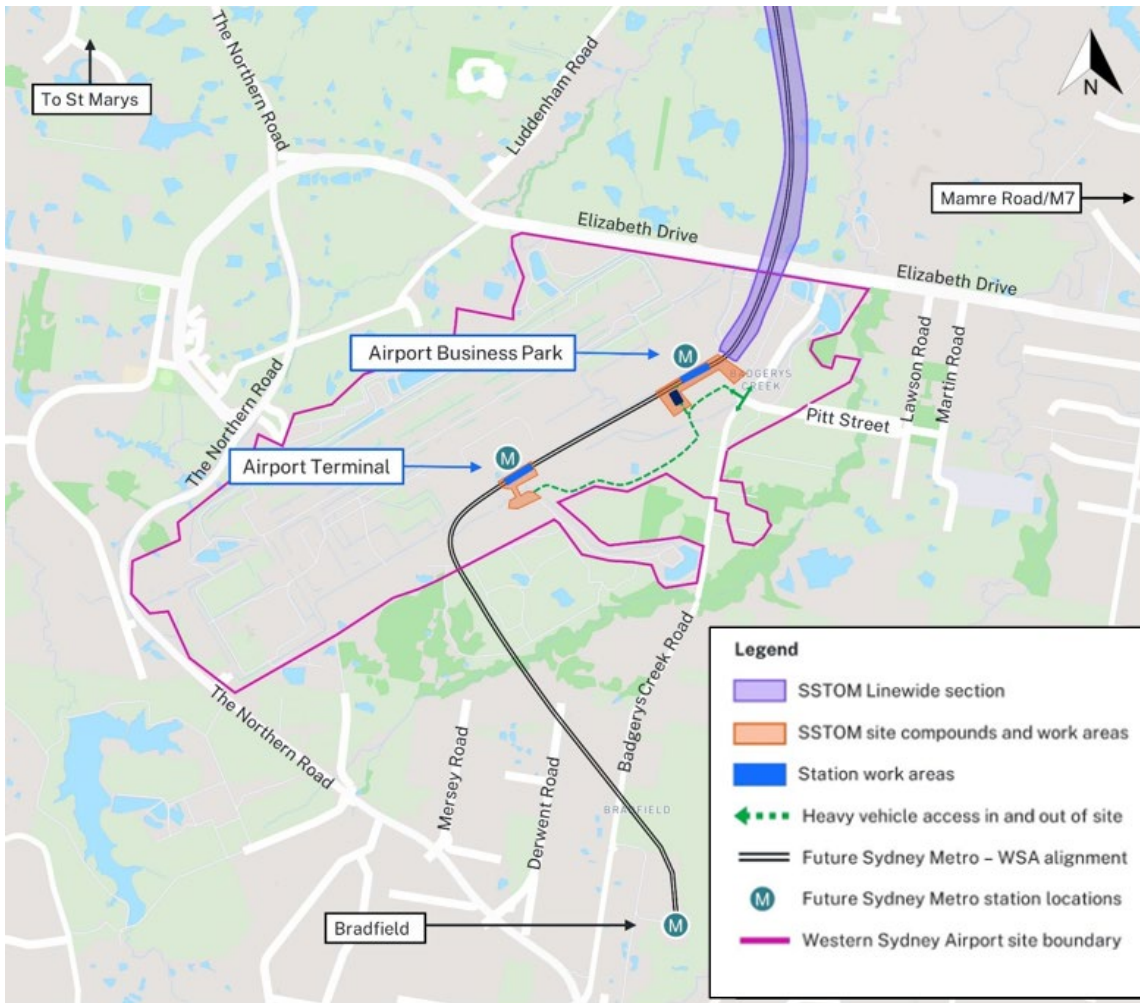 The Northern Road
To St Marys
Luddenham Road
N
Mamre Road/M7
Elizabeth Drive
Elizabeth Drive
Airport Business Park
M
BADGERYS
CREEK
Lawson Road
Martin Road
Pitt Street
The Northern Road
Airport Terminal
M
The Northern Road
Mersey Road
Derwent Road
Badgerys Creek Road
BRADFIELD
Bradfield
M
Legend
SSTOM Linewide section
SSTOM site compounds and work areas
Station work areas
Heavy vehicle access in and out of site
Future Sydney Metro – WSA alignment
M Future Sydney Metro station locations
Western Sydney Airport site boundary